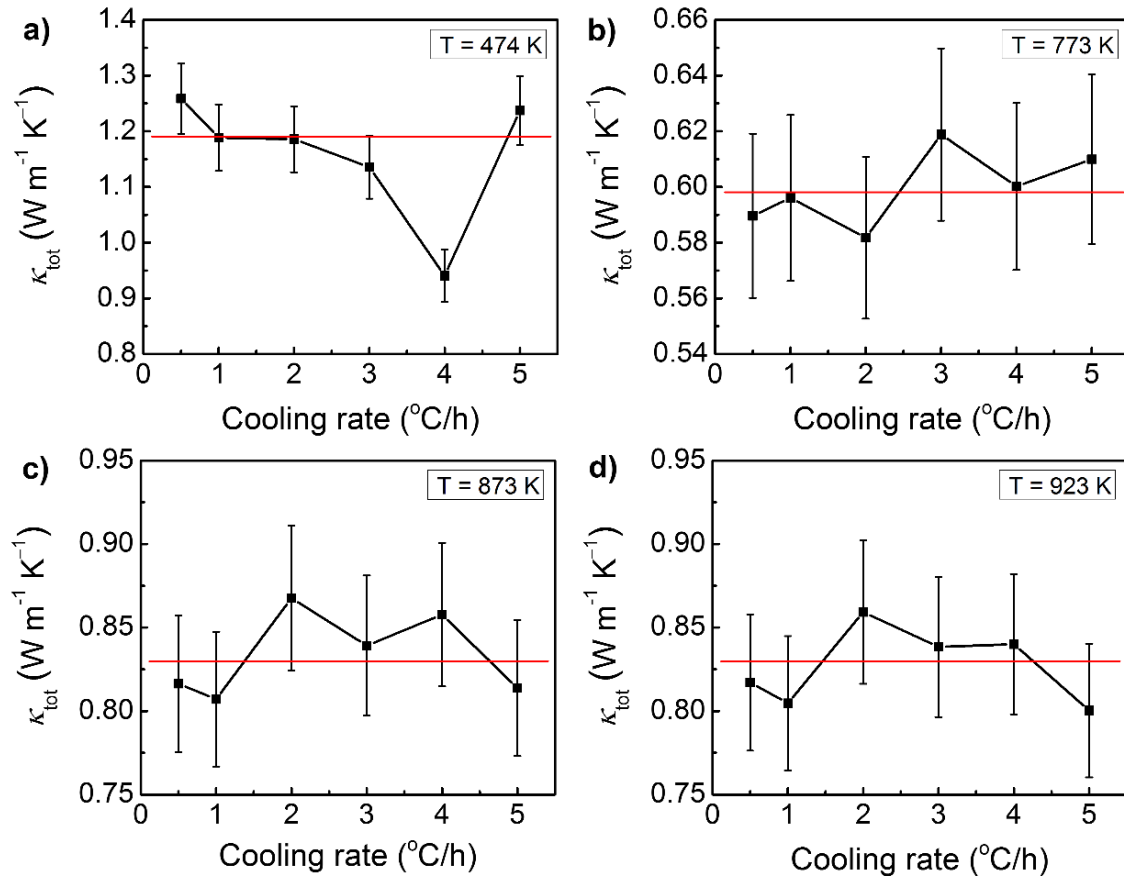 a)
T = 474 K
κtot (W m⁻¹ K⁻¹)
1.4
1.3
1.2
1.1
1.0
0.9
0.8
0 1 2 3 4 5
Cooling rate (°C/h)
b)
T = 773 K
κtot (W m⁻¹ K⁻¹)
0.66
0.64
0.62
0.60
0.58
0.56
0.54
0 1 2 3 4 5
Cooling rate (°C/h)
c)
T = 873 K
κtot (W m⁻¹ K⁻¹)
0.95
0.90
0.85
0.80
0.75
0 1 2 3 4 5
Cooling rate (°C/h)
d)
T = 923 K
κtot (W m⁻¹ K⁻¹)
0.95
0.90
0.85
0.80
0.75
0 1 2 3 4 5
Cooling rate (°C/h)